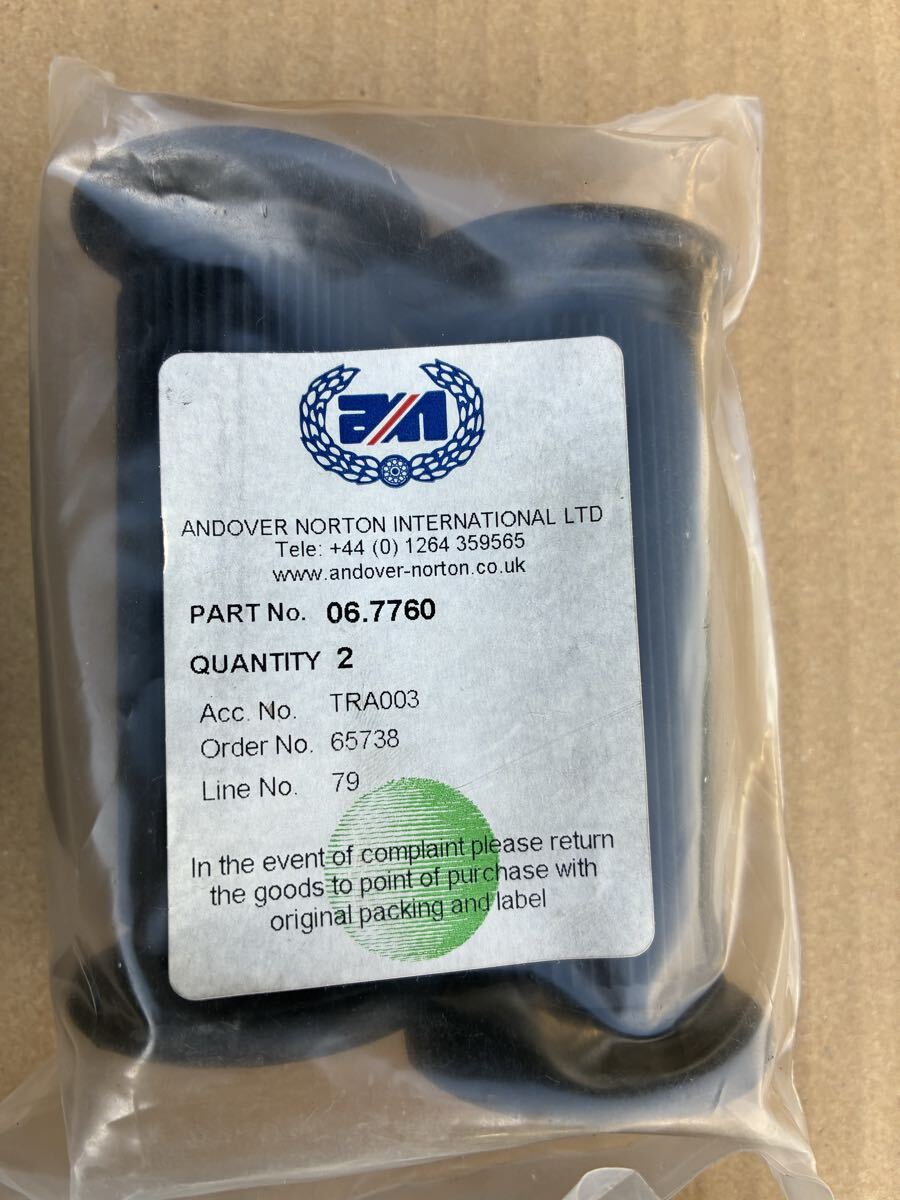 an
ANDOVER NORTON INTERNATIONAL LTD
Tele: +44 (0) 1264 359565
www.andover-norton.co.uk
PART No. 06.7760
QUANTITY 2
Acc. No. TRA003
Order No. 65738
Line No. 79
In the event of complaint please return
the goods to point of purchase with
original packing and label